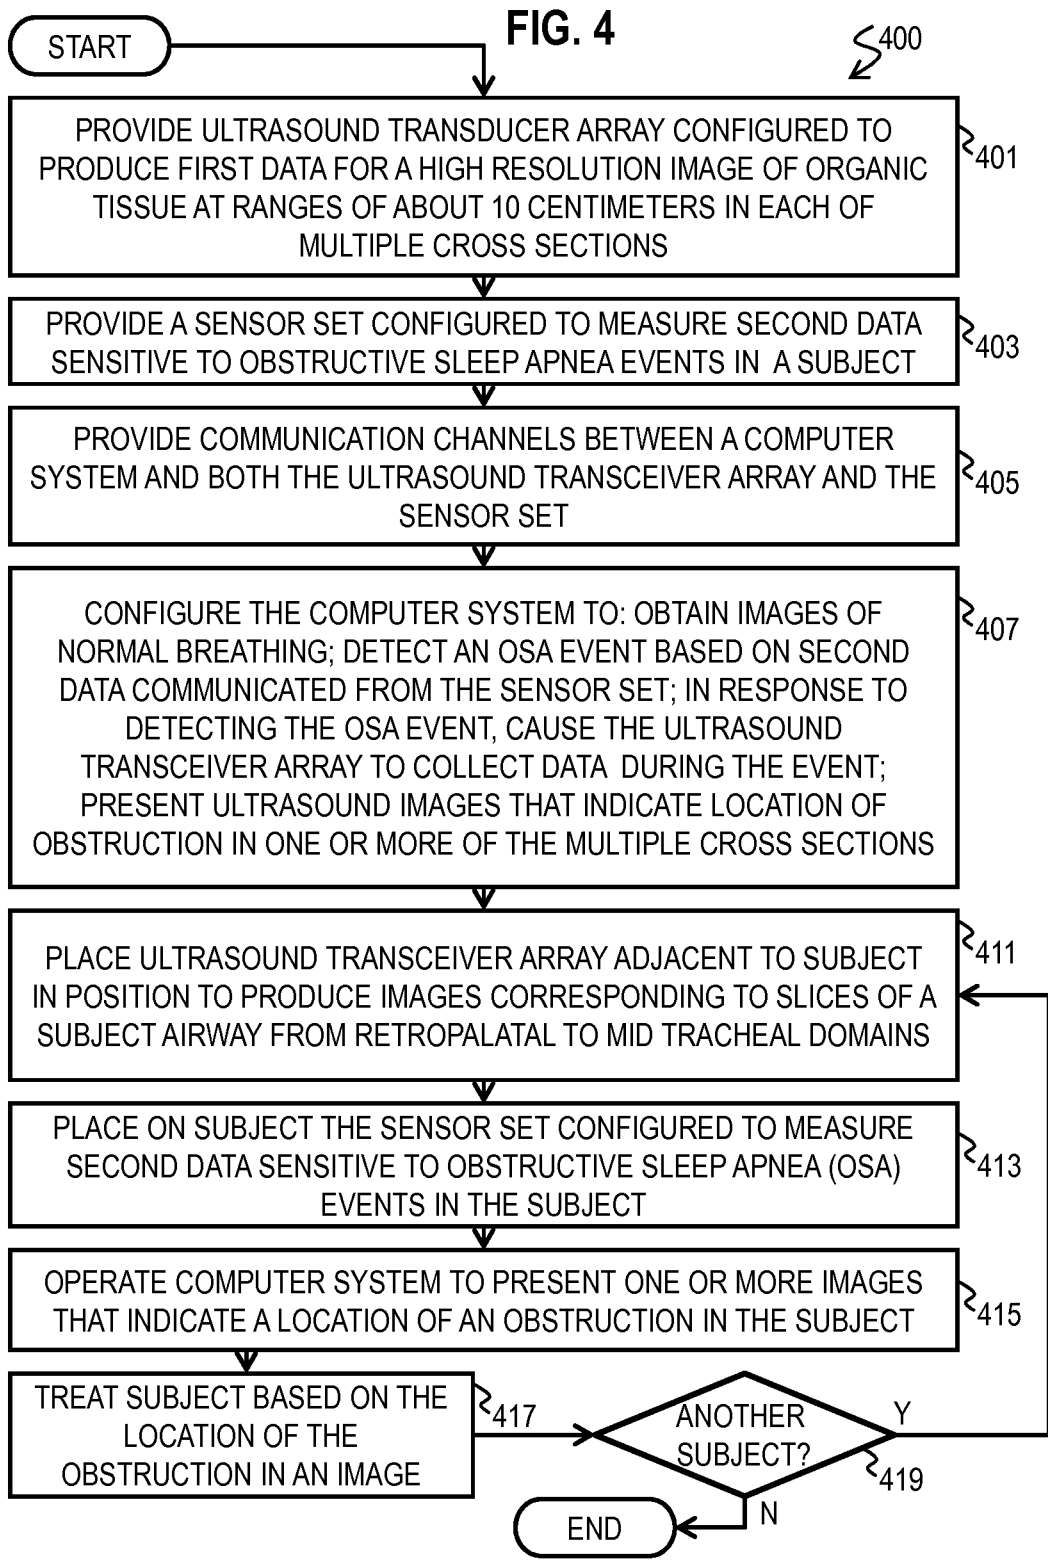 FIG. 4
START
400
PROVIDE ULTRASOUND TRANSDUCER ARRAY CONFIGURED TO
PRODUCE FIRST DATA FOR A HIGH RESOLUTION IMAGE OF ORGANIC
TISSUE AT RANGES OF ABOUT 10 CENTIMETERS IN EACH OF
MULTIPLE CROSS SECTIONS
401
PROVIDE A SENSOR SET CONFIGURED TO MEASURE SECOND DATA
SENSITIVE TO OBSTRUCTIVE SLEEP APNEA EVENTS IN A SUBJECT
403
PROVIDE COMMUNICATION CHANNELS BETWEEN A COMPUTER
SYSTEM AND BOTH THE ULTRASOUND TRANSCEIVER ARRAY AND THE
SENSOR SET
405
CONFIGURE THE COMPUTER SYSTEM TO: OBTAIN IMAGES OF
NORMAL BREATHING; DETECT AN OSA EVENT BASED ON SECOND
DATA COMMUNICATED FROM THE SENSOR SET; IN RESPONSE TO
DETECTING THE OSA EVENT, CAUSE THE ULTRASOUND
TRANSCEIVER ARRAY TO COLLECT DATA DURING THE EVENT;
PRESENT ULTRASOUND IMAGES THAT INDICATE LOCATION OF
OBSTRUCTION IN ONE OR MORE OF THE MULTIPLE CROSS SECTIONS
407
PLACE ULTRASOUND TRANSCEIVER ARRAY ADJACENT TO SUBJECT
IN POSITION TO PRODUCE IMAGES CORRESPONDING TO SLICES OF A
SUBJECT AIRWAY FROM RETROPALATAL TO MID TRACHEAL DOMAINS
411
PLACE ON SUBJECT THE SENSOR SET CONFIGURED TO MEASURE
SECOND DATA SENSITIVE TO OBSTRUCTIVE SLEEP APNEA (OSA)
EVENTS IN THE SUBJECT
413
OPERATE COMPUTER SYSTEM TO PRESENT ONE OR MORE IMAGES
THAT INDICATE A LOCATION OF AN OBSTRUCTION IN THE SUBJECT
415
TREAT SUBJECT BASED ON THE
LOCATION OF THE
OBSTRUCTION IN AN IMAGE
417
ANOTHER
SUBJECT?
Y
419
N
END